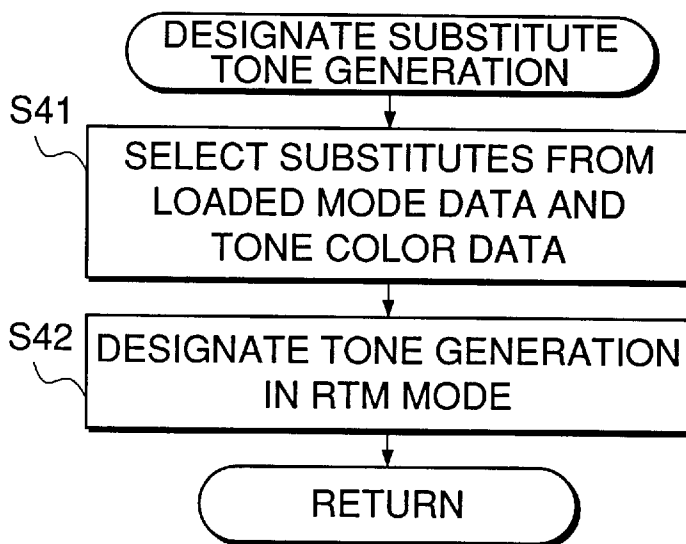 DESIGNATE SUBSTITUTE
TONE GENERATION
S41
SELECT SUBSTITUTES FROM
LOADED MODE DATA AND
TONE COLOR DATA
S42
DESIGNATE TONE GENERATION
IN RTM MODE
RETURN